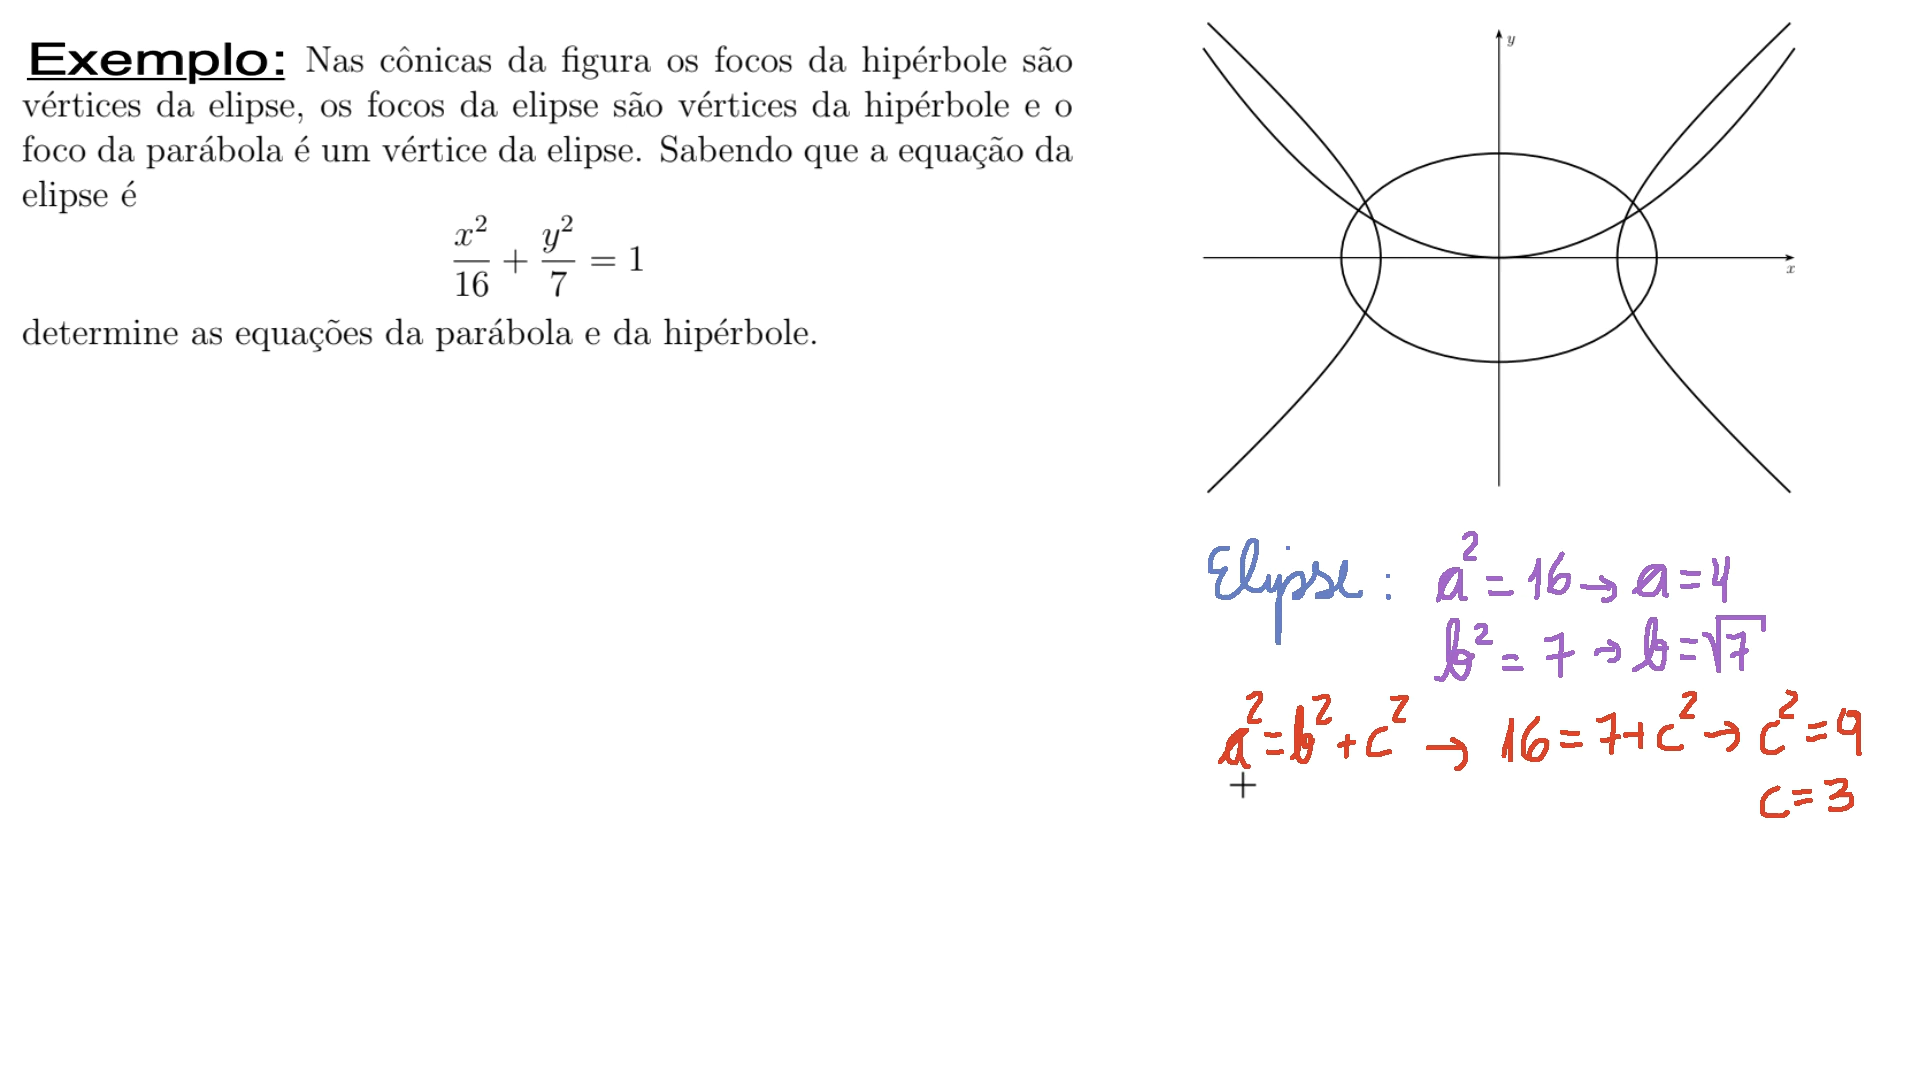 Exemplo: Nas cônicas da figura os focos da hipérbole são
vértices da elipse, os focos da elipse são vértices da hipérbole e o
foco da parábola é um vértice da elipse. Sabendo que a equação da
elipse é
x²/16 + y²/7 = 1
determine as equações da parábola e da hipérbole.
y
x
Elipse: a² = 16 → a = 4
b² = 7 → b = √7
a² = b² + c² → 16 = 7 + c² → c² = 9
c = 3